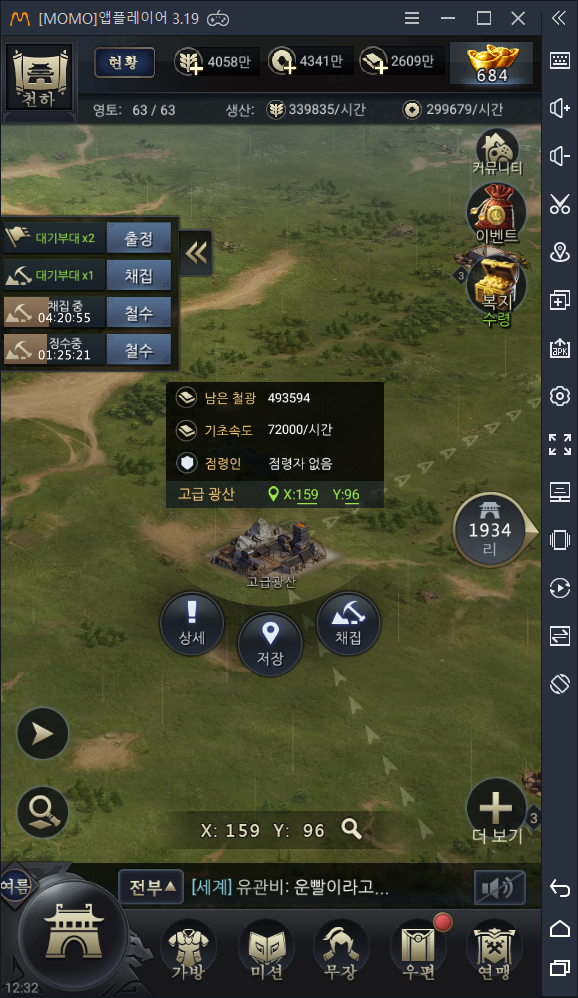 [MOMO]앱플레이어 3.19
천하
현황
4058만
4341만
2609만
684
영토: 63 / 63
생산: 339835/시간
299679/시간
커뮤니티
이벤트
3
복지
수령
대기부대 x2
출정
대기부대 x1
채집
채집 중
04:20:55
철수
징수중
01:25:21
철수
남은 철광 493594
기초속도 72000/시간
점령인 점령자 없음
고급 광산 X:159 Y:96
1934
리
고급광산
상세
저장
채집
X: 159 Y: 96
더 보기
3
여름
전부
[세계] 유관비: 운빨이라고...
가방
미션
무장
우편
연맹
12:32
APK